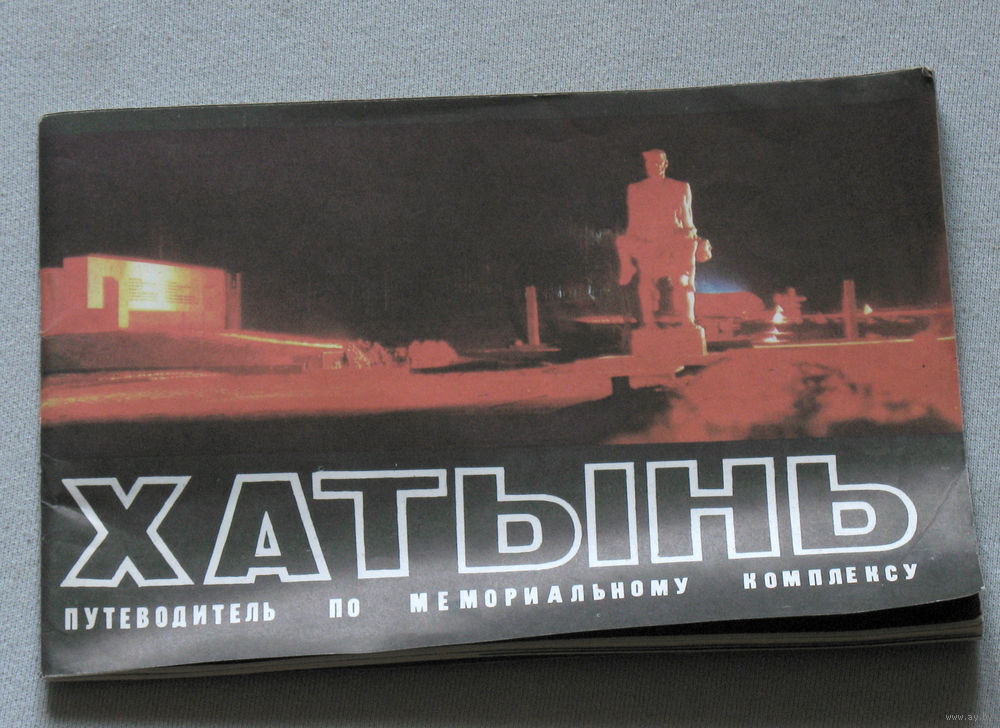 ХАТЫНЬ
ПУТЕВОДИТЕЛЬ ПО МЕМОРИАЛЬНОМУ КОМПЛЕКСУ